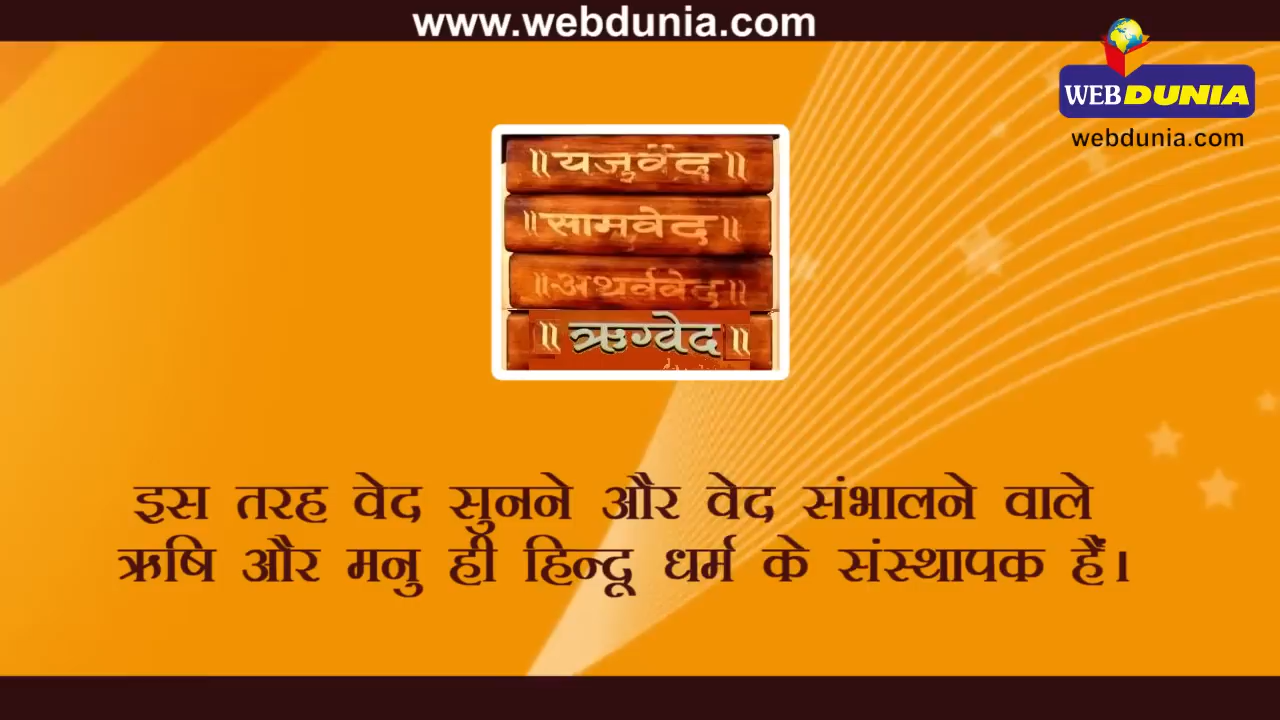 www.webdunia.com
WEBDUNIA
webdunia.com
॥यजुर्वेद॥
॥सामवेद॥
॥अथर्ववेद॥
॥ऋग्वेद॥
इस तरह वेद सुनने और वेद संभालने वाले
ऋषि और मनु ही हिन्दू धर्म के संस्थापक हैं।